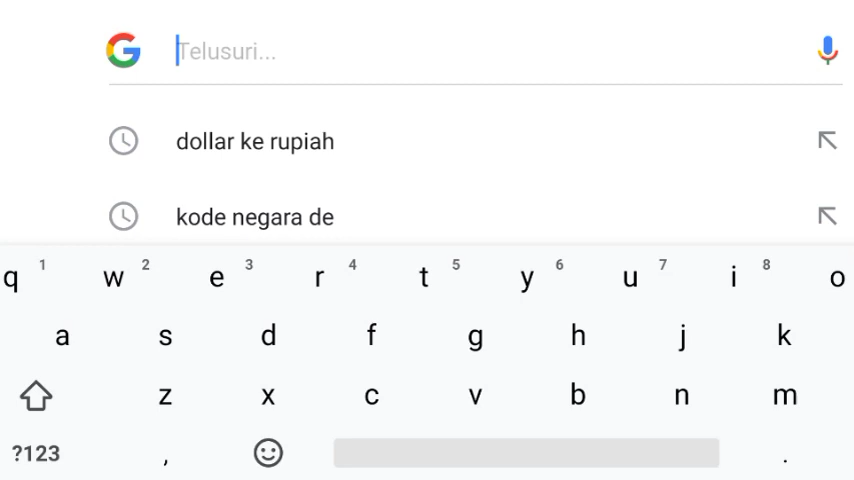 Telusuri...
dollar ke rupiah
kode negara de
q 1 w 2 e 3 r 4 t 5 y 6 u 7 i 8 o
a s d f g h j k
z x c v b n m
?123 , .